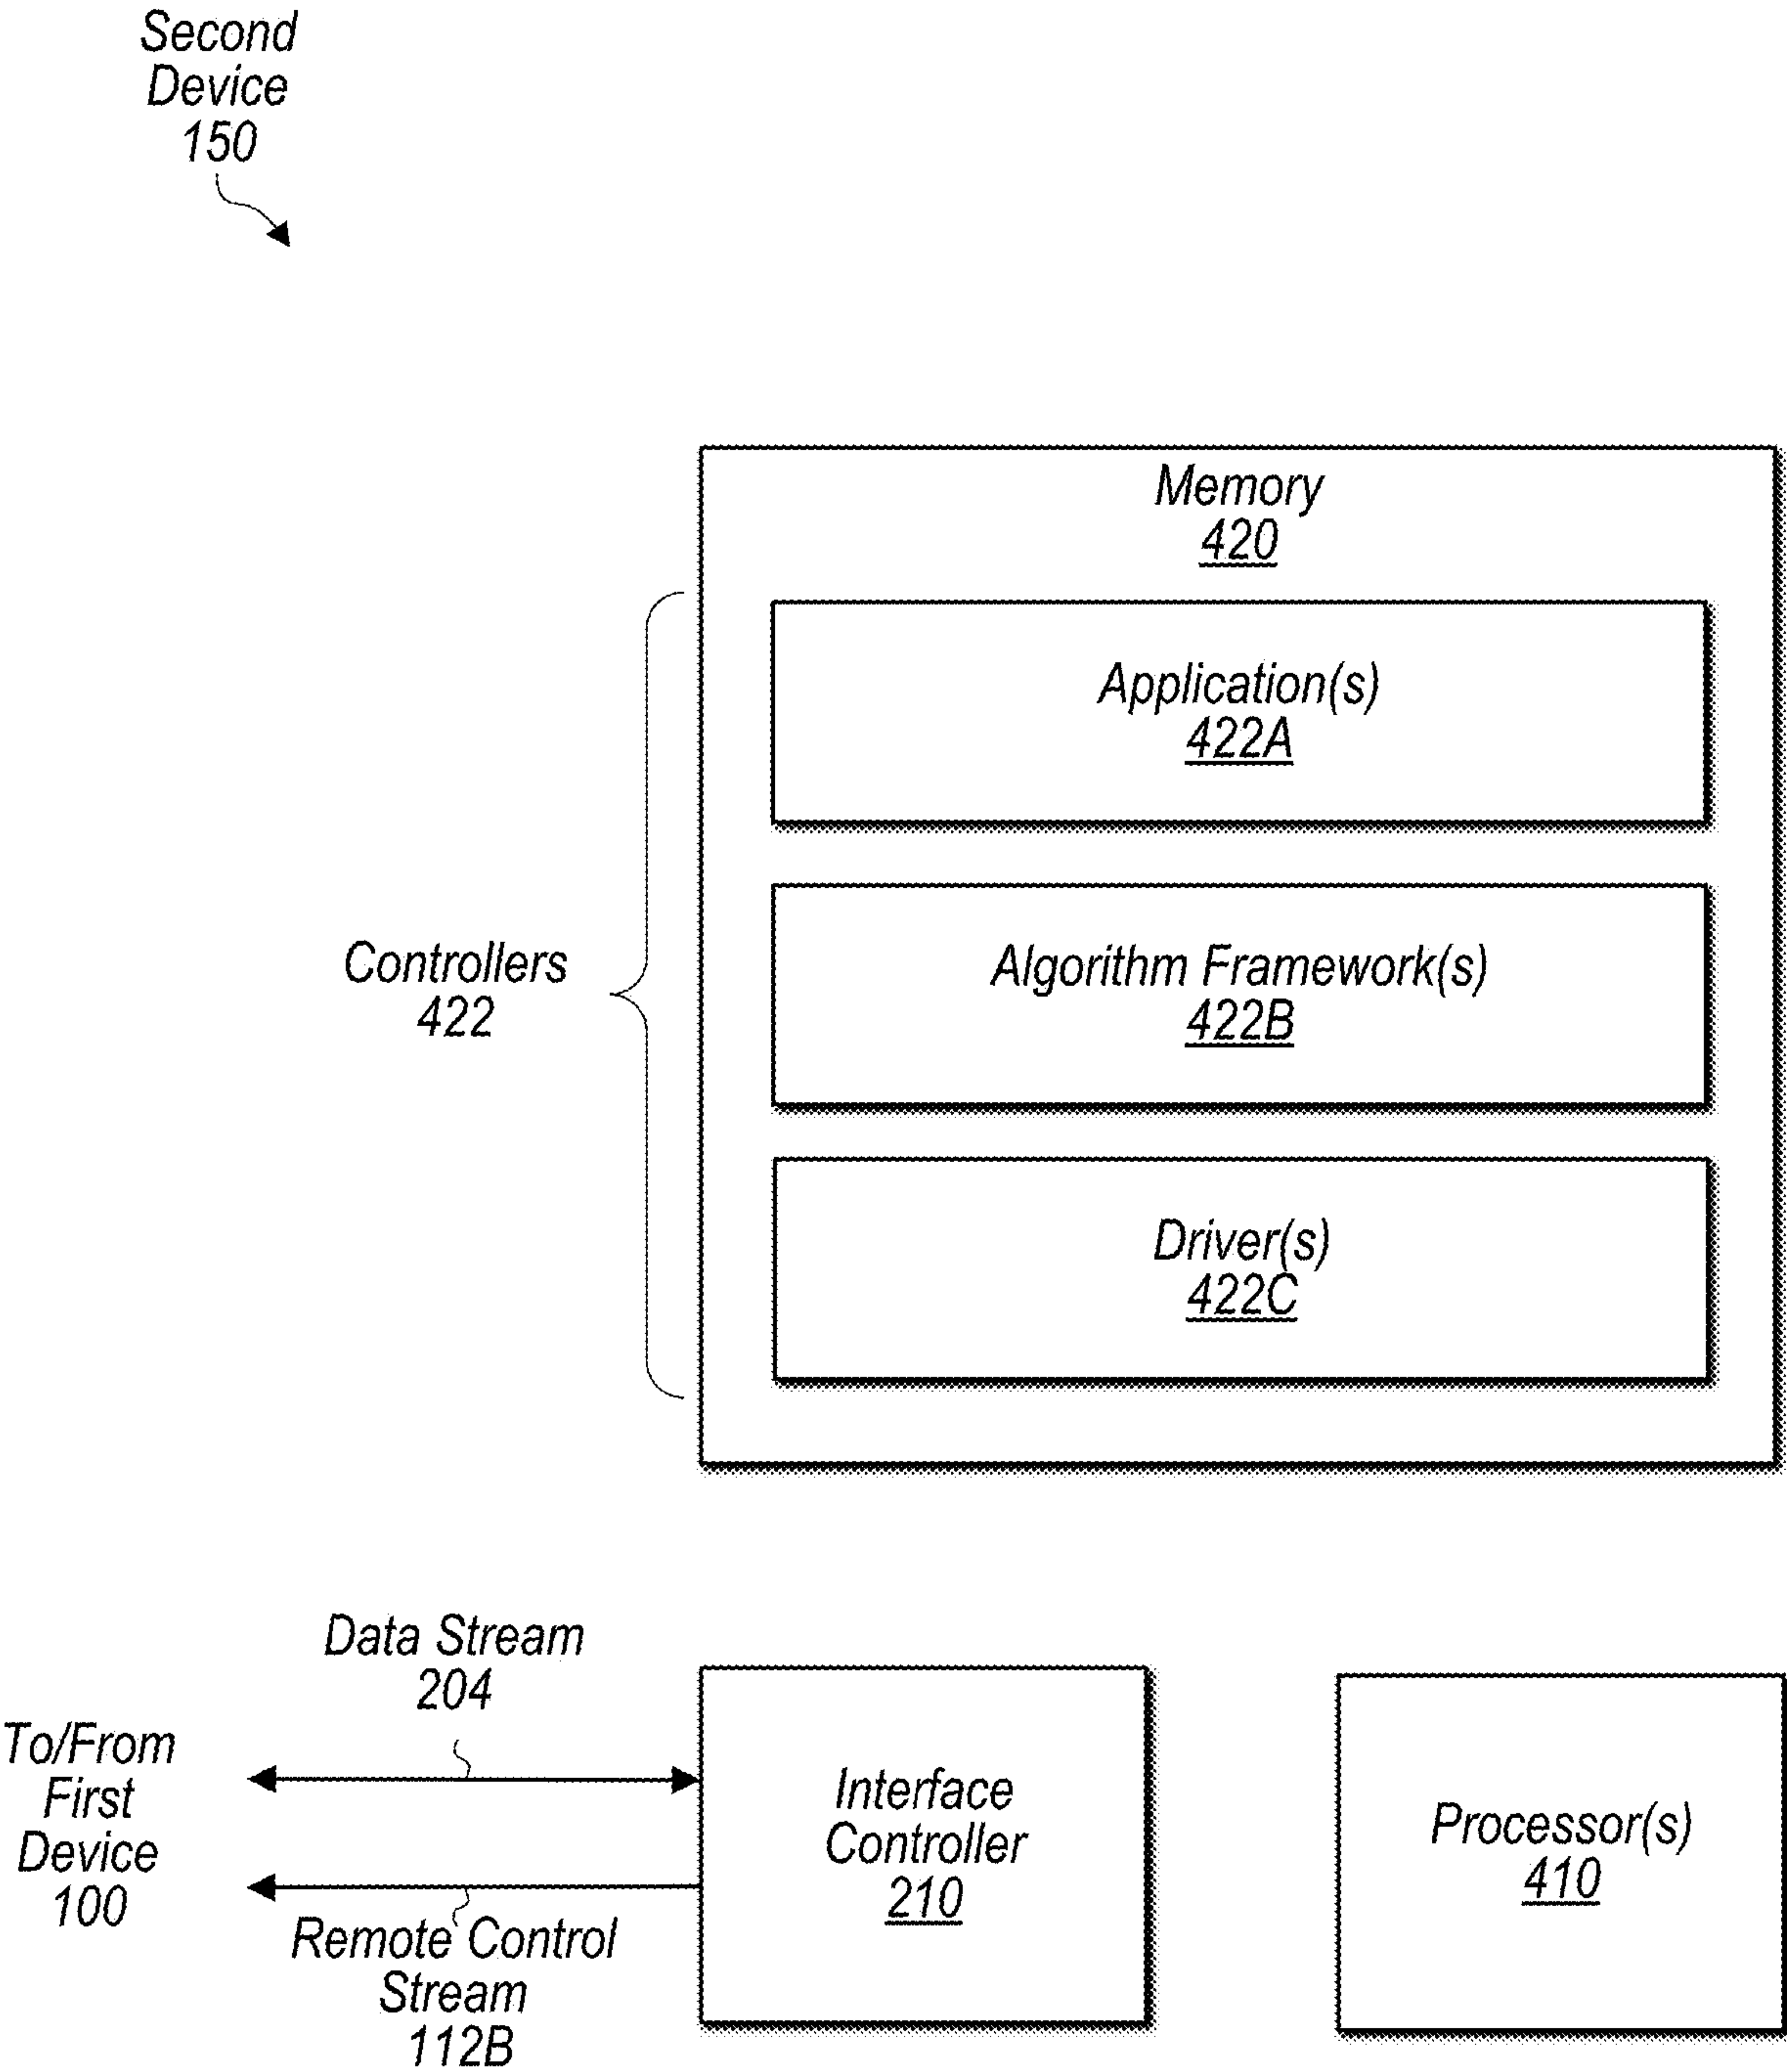 Second
Device
150
Memory
420
Application(s)
422A
Controllers
422
Algorithm Framework(s)
422B
Driver(s)
422C
Data Stream
204
To/From
First
Device
100
Remote Control
Stream
112B
Interface
Controller
210
Processor(s)
410